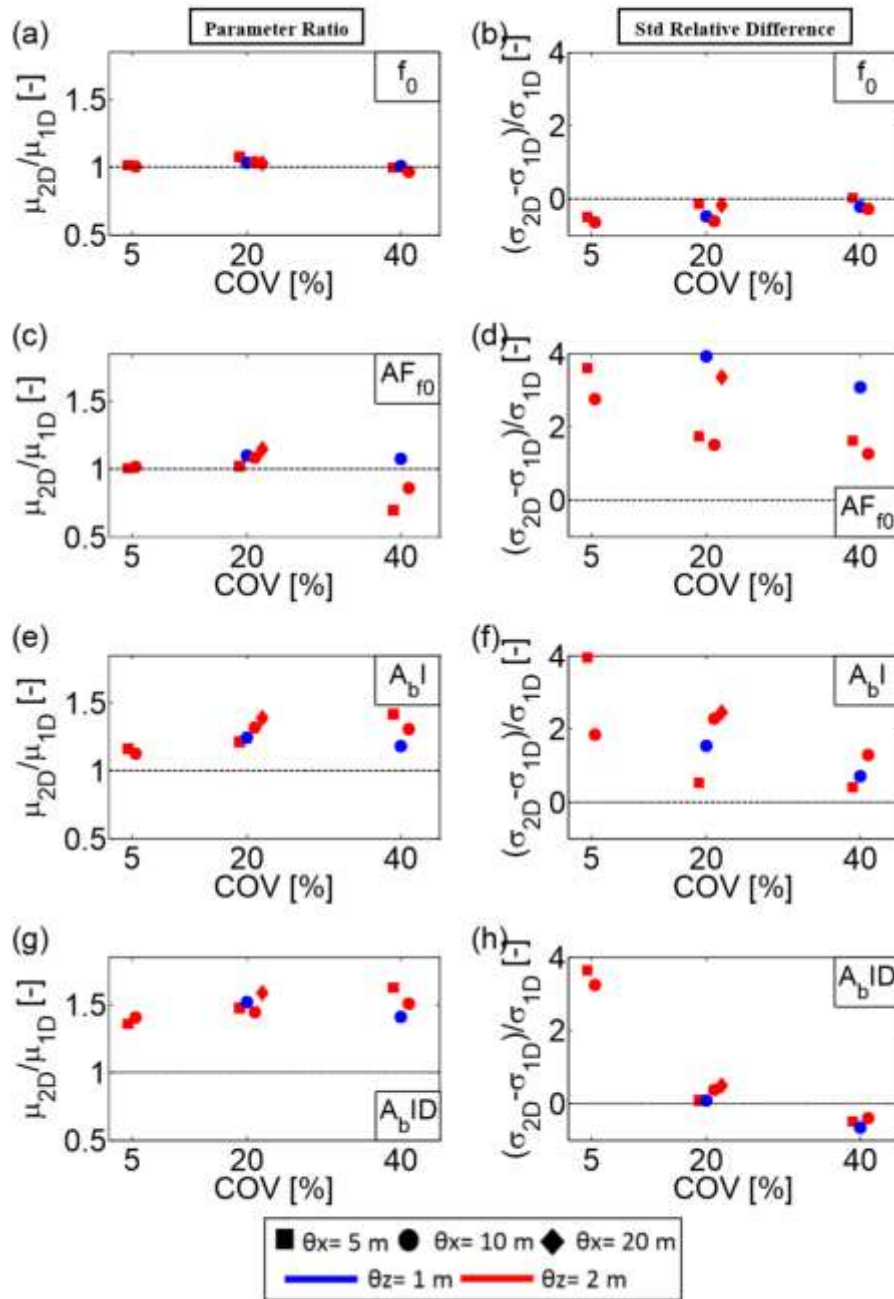 Parameter Ratio
Std Relative Difference
(a)
μ2D/μ1D [-]
1.5
1
0.5
f0
5 20 40
COV [%]
(b)
(σ2D-σ1D)/σ1D [-]
4
2
0
f0
5 20 40
COV [%]
(c)
μ2D/μ1D [-]
1.5
1
0.5
AFf0
5 20 40
COV [%]
(d)
(σ2D-σ1D)/σ1D [-]
4
2
0
AFf0
5 20 40
COV [%]
(e)
μ2D/μ1D [-]
1.5
1
0.5
AbI
5 20 40
COV [%]
(f)
(σ2D-σ1D)/σ1D [-]
4
2
0
AbI
5 20 40
COV [%]
(g)
μ2D/μ1D [-]
1.5
1
0.5
AbID
5 20 40
COV [%]
(h)
(σ2D-σ1D)/σ1D [-]
4
2
0
AbID
5 20 40
COV [%]
θx= 5 m θx= 10 m θx= 20 m
θz= 1 m θz= 2 m